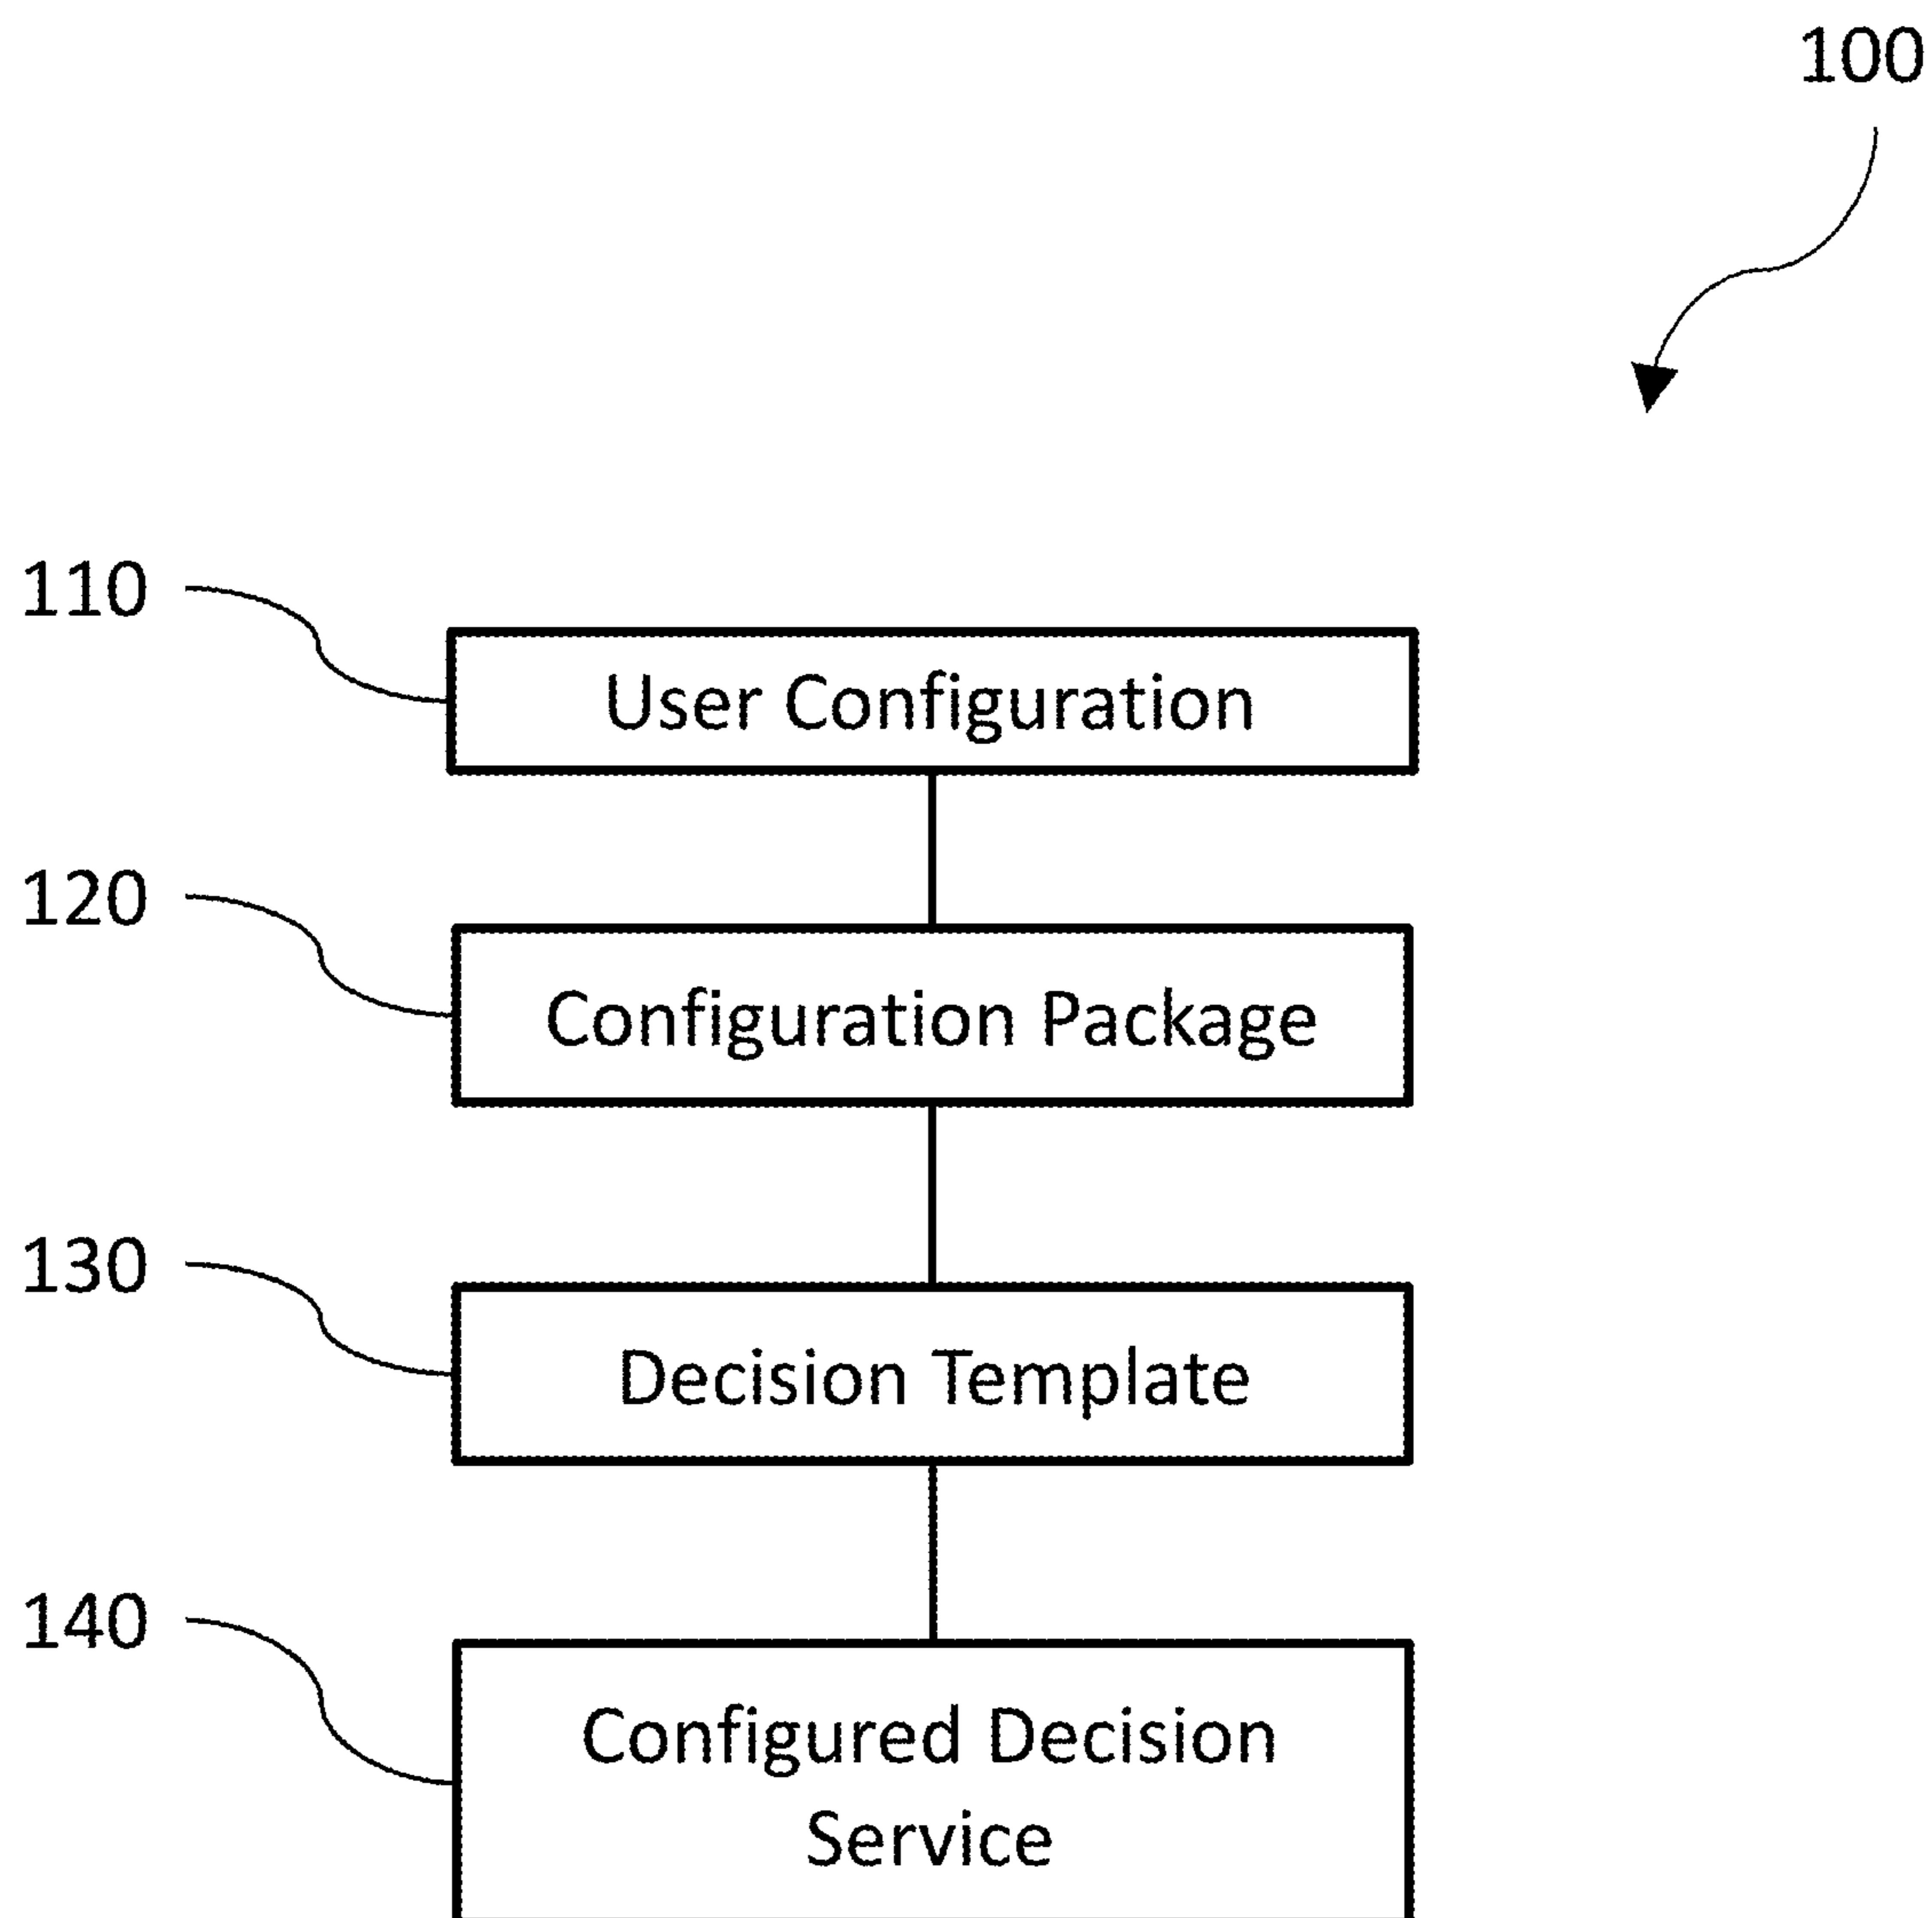 100
110
User Configuration
120
Configuration Package
130
Decision Template
140
Configured Decision
Service